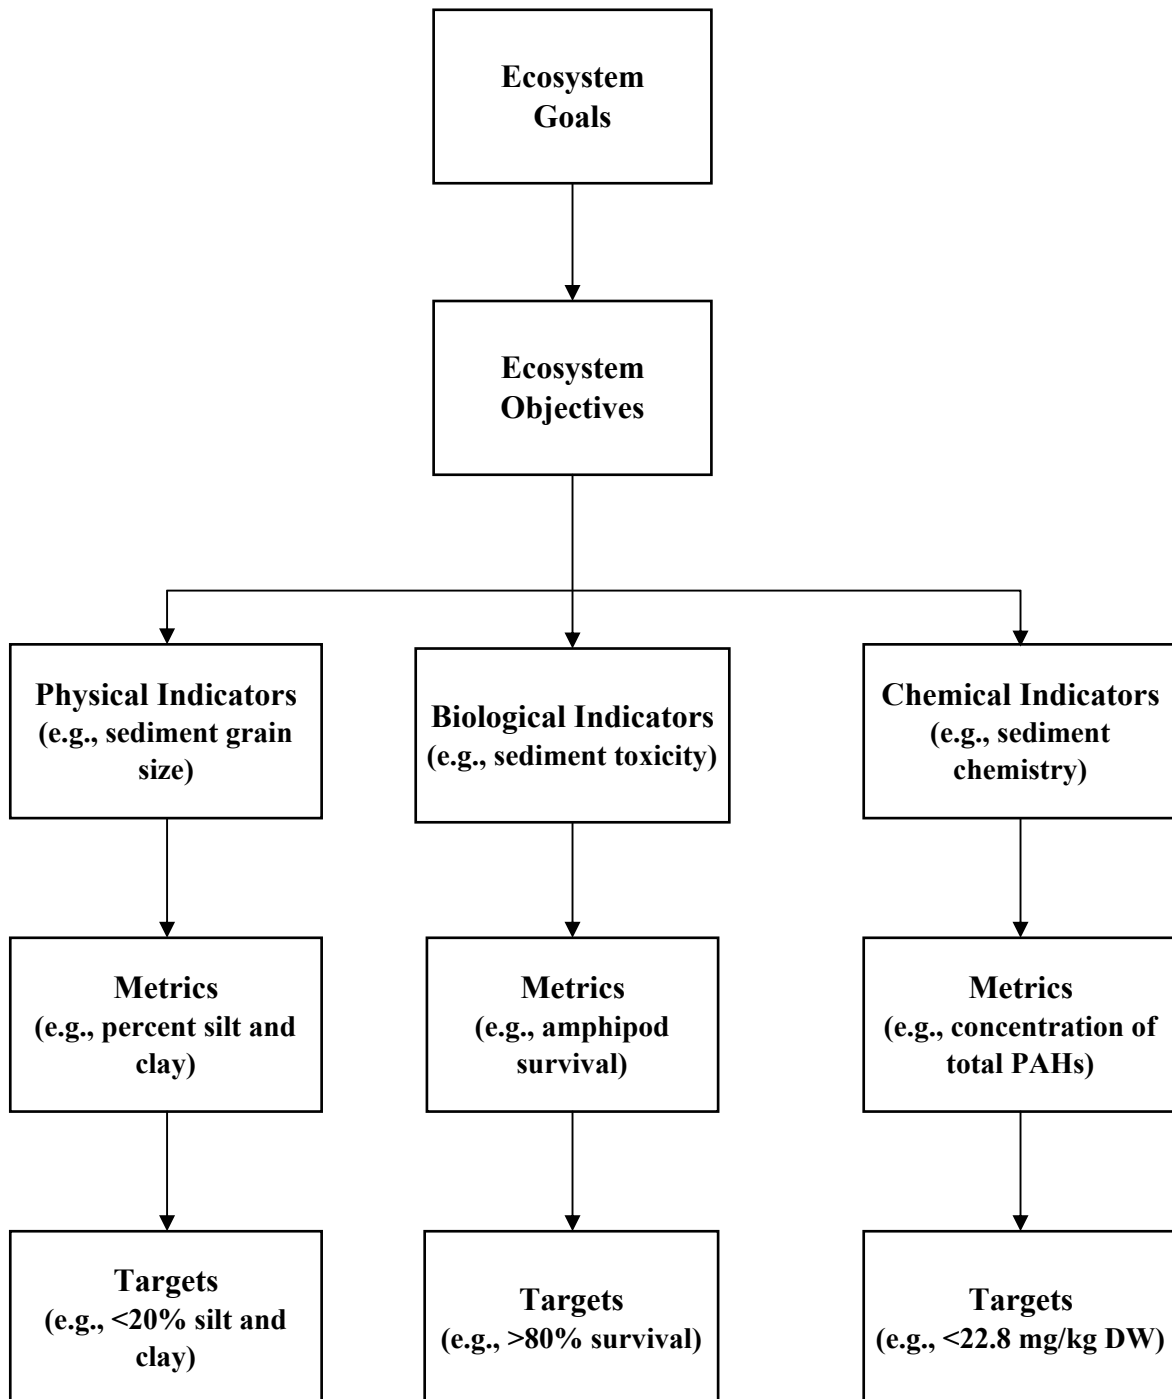 Ecosystem
Goals
Ecosystem
Objectives
Physical Indicators
(e.g., sediment grain
size)
Biological Indicators
(e.g., sediment toxicity)
Chemical Indicators
(e.g., sediment
chemistry)
Metrics
(e.g., percent silt and
clay)
Metrics
(e.g., amphipod
survival)
Metrics
(e.g., concentration of
total PAHs)
Targets
(e.g., <20% silt and
clay)
Targets
(e.g., >80% survival)
Targets
(e.g., <22.8 mg/kg DW)